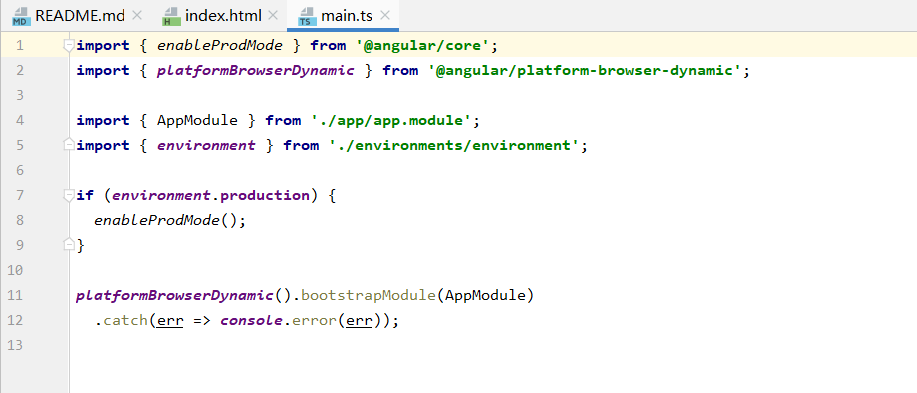 README.md index.html main.ts
1 import { enableProdMode } from '@angular/core';
2 import { platformBrowserDynamic } from '@angular/platform-browser-dynamic';
3
4 import { AppModule } from './app/app.module';
5 import { environment } from './environments/environment';
6
7 if (environment.production) {
8   enableProdMode();
9 }
10
11 platformBrowserDynamic().bootstrapModule(AppModule)
12   .catch(err => console.error(err));
13